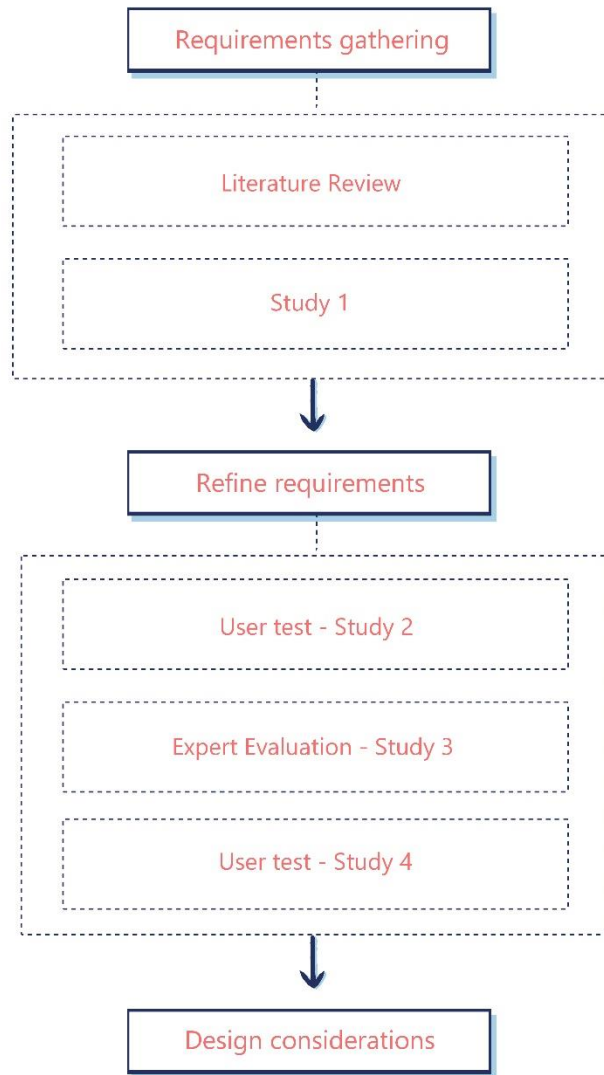 Requirements gathering
Literature Review
Study 1
Refine requirements
User test - Study 2
Expert Evaluation - Study 3
User test - Study 4
Design considerations